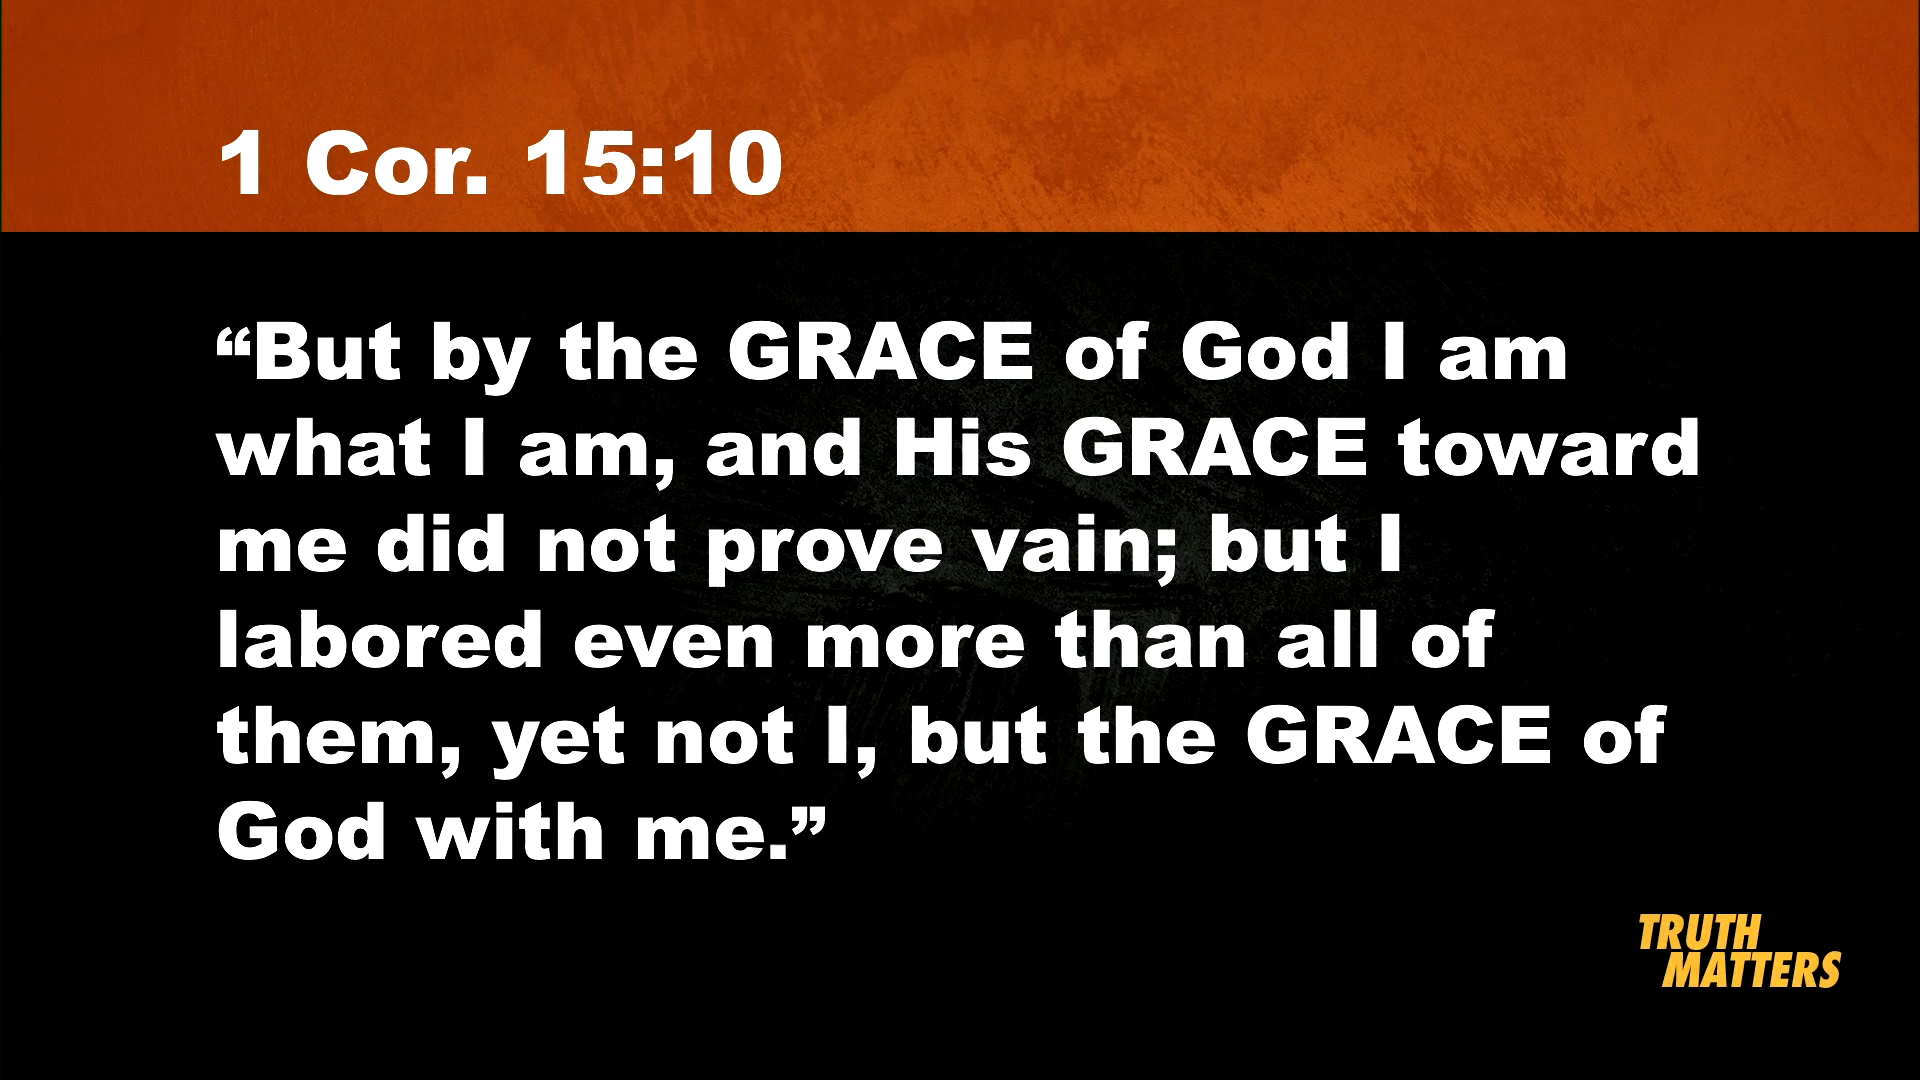 1 Cor. 15:10
“But by the GRACE of God I am
what I am, and His GRACE toward
me did not prove vain; but I
labored even more than all of
them, yet not I, but the GRACE of
God with me.”
TRUTH
MATTERS